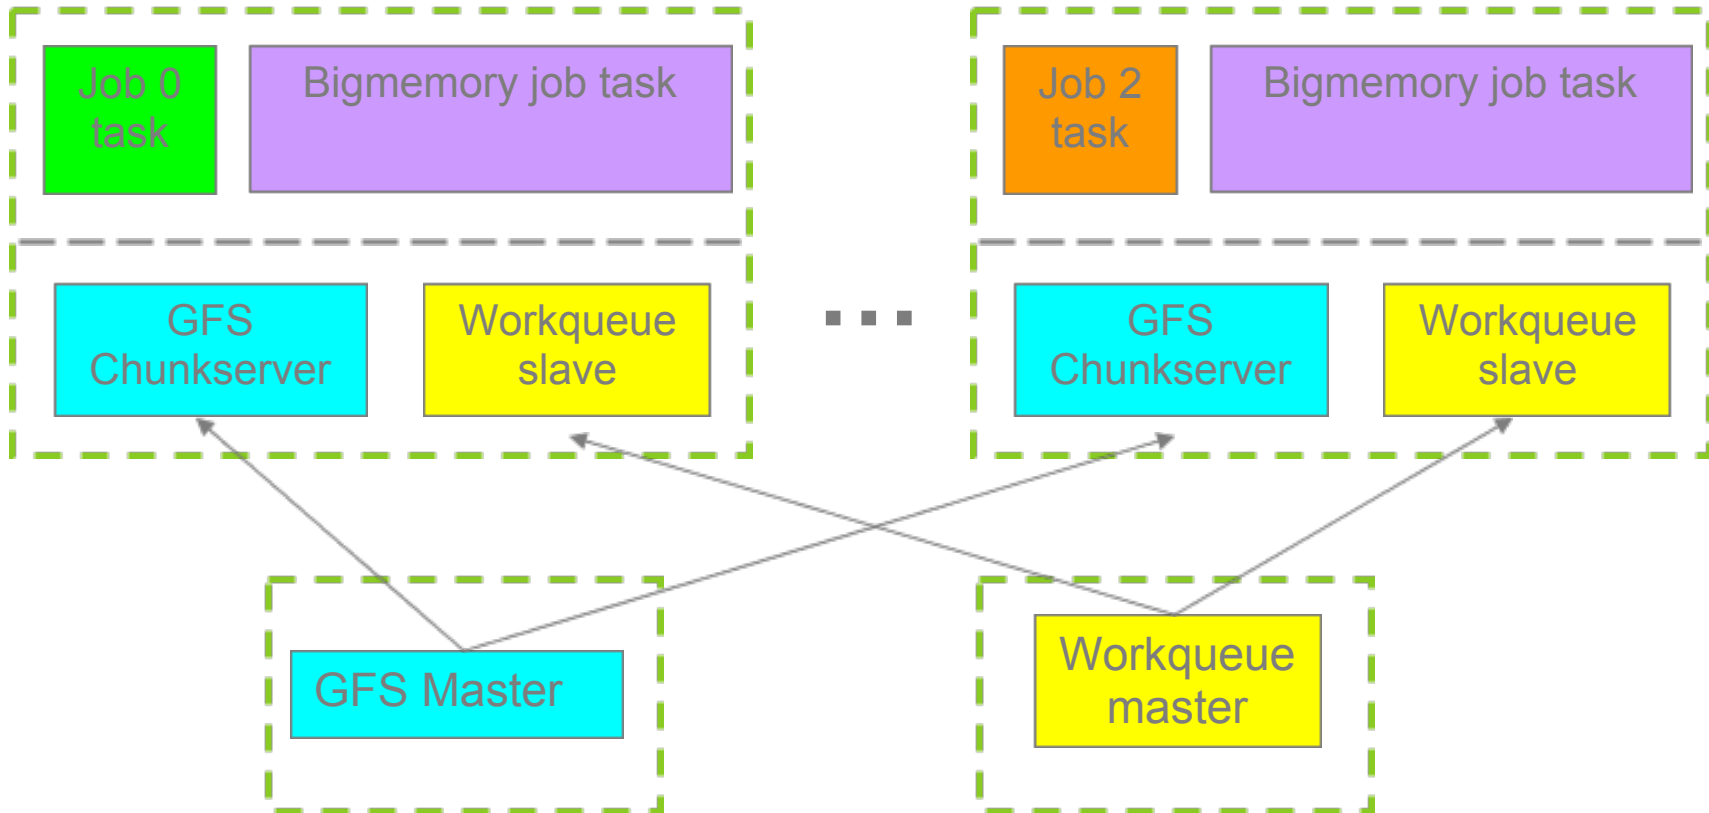 Job 0
task
Bigmemory job task
Job 2
task
Bigmemory job task
GFS
Chunkserver
Workqueue
slave
...
GFS
Chunkserver
Workqueue
slave
GFS Master
Workqueue
master